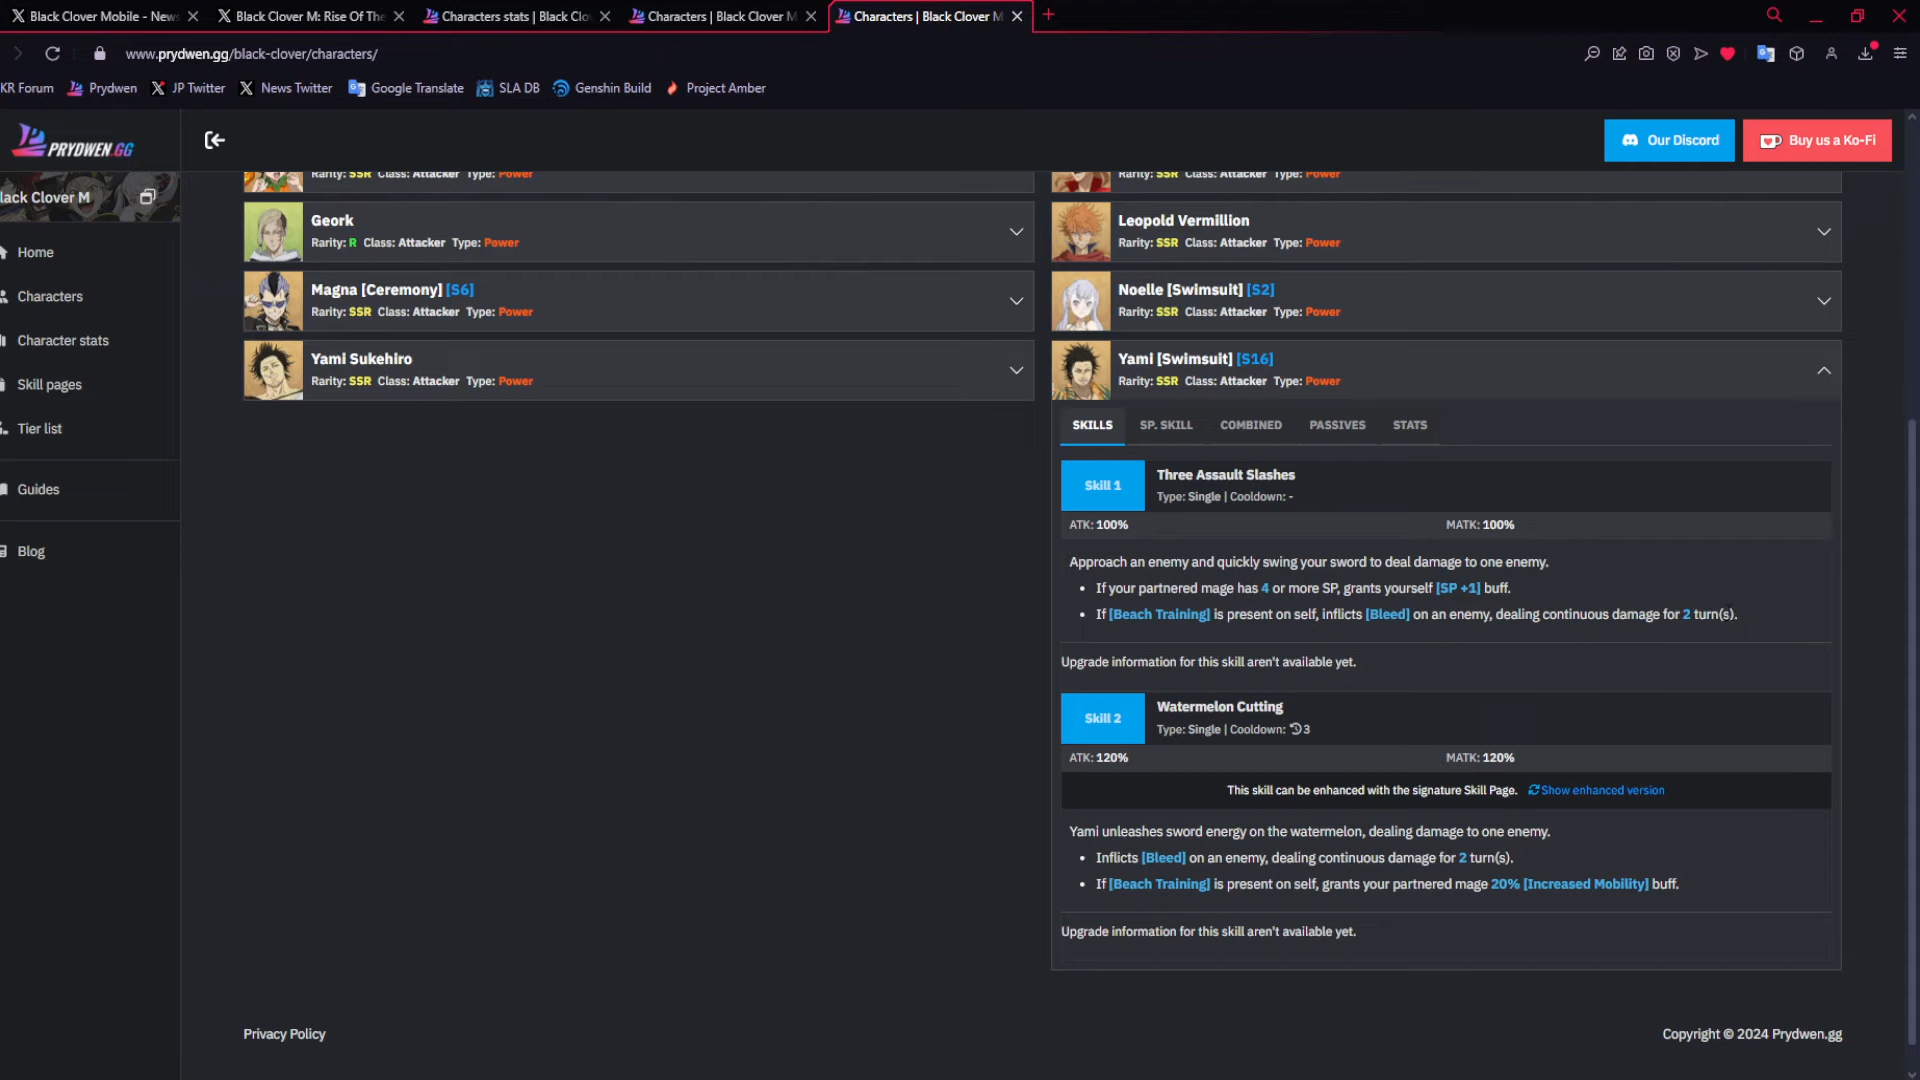 Black Clover Mobile - News
Black Clover M: Rise Of The
Characters stats | Black Clo
Characters | Black Clover M
Characters | Black Clover M
www.prydwen.gg/black-clover/characters/
KR Forum
Prydwen
JP Twitter
News Twitter
Google Translate
SLA DB
Genshin Build
Project Amber
PRYDWEN.GG
Our Discord
Buy us a Ko-Fi
lack Clover M
Home
Characters
Character stats
Skill pages
Tier list
Guides
Blog
Rarity: SSR Class: Attacker Type: Power
Rarity: SSR Class: Attacker Type: Power
Geork
Rarity: R Class: Attacker Type: Power
Leopold Vermillion
Rarity: SSR Class: Attacker Type: Power
Magna [Ceremony] [S6]
Rarity: SSR Class: Attacker Type: Power
Noelle [Swimsuit] [S2]
Rarity: SSR Class: Attacker Type: Power
Yami Sukehiro
Rarity: SSR Class: Attacker Type: Power
Yami [Swimsuit] [S16]
Rarity: SSR Class: Attacker Type: Power
SKILLS SP. SKILL COMBINED PASSIVES STATS
Skill 1
Three Assault Slashes
Type: Single | Cooldown: -
ATK: 100% MATK: 100%
Approach an enemy and quickly swing your sword to deal damage to one enemy.
• If your partnered mage has 4 or more SP, grants yourself [SP +1] buff.
• If [Beach Training] is present on self, inflicts [Bleed] on an enemy, dealing continuous damage for 2 turn(s).
Upgrade information for this skill aren't available yet.
Skill 2
Watermelon Cutting
Type: Single | Cooldown: 3
ATK: 120% MATK: 120%
This skill can be enhanced with the signature Skill Page. Show enhanced version
Yami unleashes sword energy on the watermelon, dealing damage to one enemy.
• Inflicts [Bleed] on an enemy, dealing continuous damage for 2 turn(s).
• If [Beach Training] is present on self, grants your partnered mage 20% [Increased Mobility] buff.
Upgrade information for this skill aren't available yet.
Privacy Policy
Copyright © 2024 Prydwen.gg